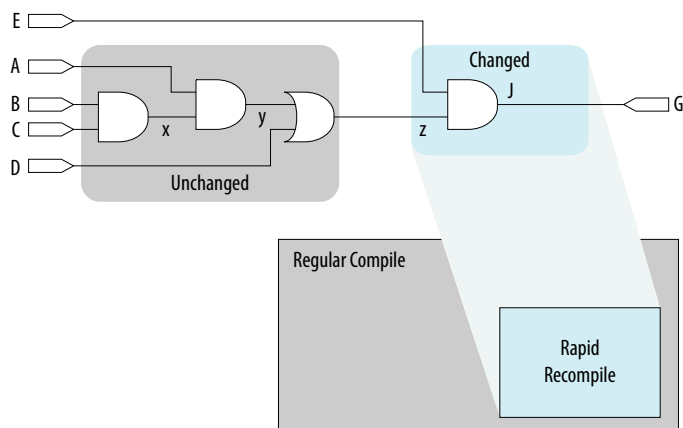 E
Changed
A
J
B
G
y
C
x
z
D
Unchanged
Regular Compile
Rapid
Recompile